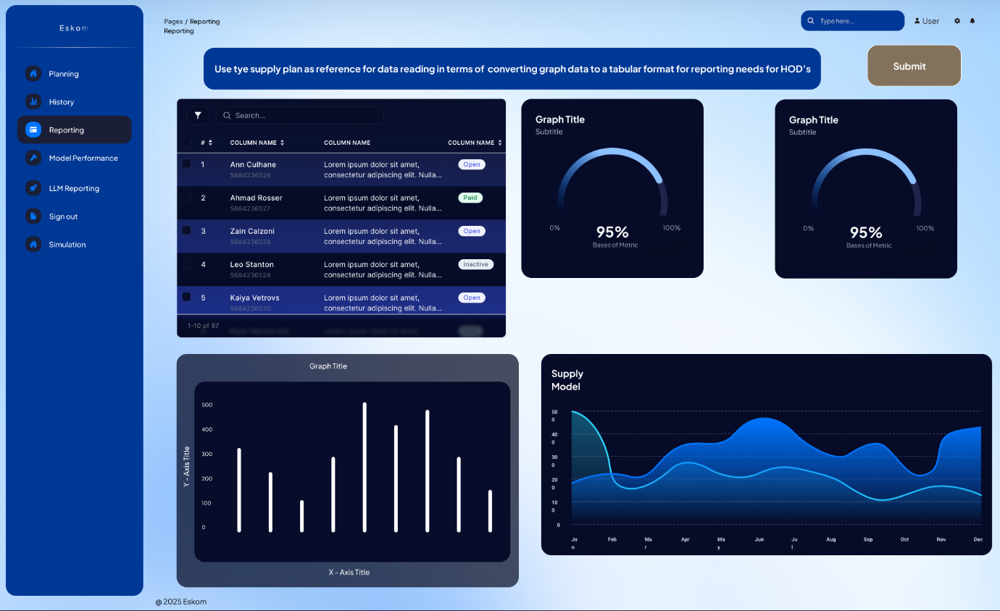 Eskom
Planning
History
Reporting
Model Performance
LLM Reporting
Sign out
Simulation
Pages / Reporting
Reporting
Type here...
User
Use tye supply plan as reference for data reading in terms of converting graph data to a tabular format for reporting needs for HOD's
Submit
Search...
# COLUMN NAME COLUMN NAME COLUMN NAME
1 Ann Culhane Lorem ipsum dolor sit amet, Open
5684236526 consectetur adipiscing elit. Nulla...
2 Ahmad Rosser Lorem ipsum dolor sit amet, Paid
5684236527 consectetur adipiscing elit. Nulla...
3 Zain Calzoni Lorem ipsum dolor sit amet, Open
5684236528 consectetur adipiscing elit. Nulla...
4 Leo Stanton Lorem ipsum dolor sit amet, Inactive
5684236529 consectetur adipiscing elit. Nulla...
5 Kaiya Vetrovs Lorem ipsum dolor sit amet, Open
5684236530 consectetur adipiscing elit. Nulla...
1-10 of 97
Graph Title
Subtitle
0% 95% 100%
Bases of Metric
Graph Title
Subtitle
0% 95% 100%
Bases of Metric
Graph Title
Y - Axis Title
500
400
300
200
100
0
X - Axis Title
Supply
Model
50
0
40
0
30
0
20
0
10
0
0
Ja Feb Ma Apr Ma Jun Ju Aug Sep Oct Nov Dec
n r y l
@ 2025 Eskom